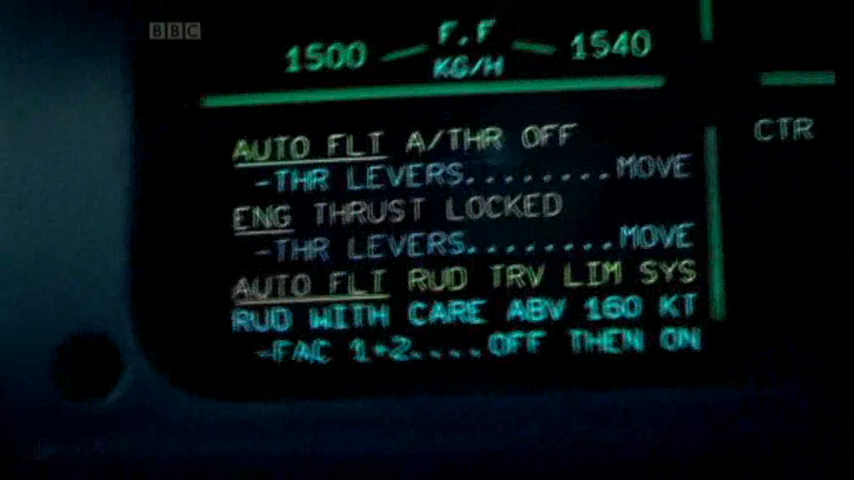 BBC
F.F
1500 1540
KG/H
AUTO FLT A/THR OFF
-THR LEVERS........MOVE
ENG THRUST LOCKED
-THR LEVERS........MOVE
AUTO FLT RUD TRV LIM SYS
RUD WITH CARE ABV 160 KT
-FAC 1+2....OFF THEN ON
CTR